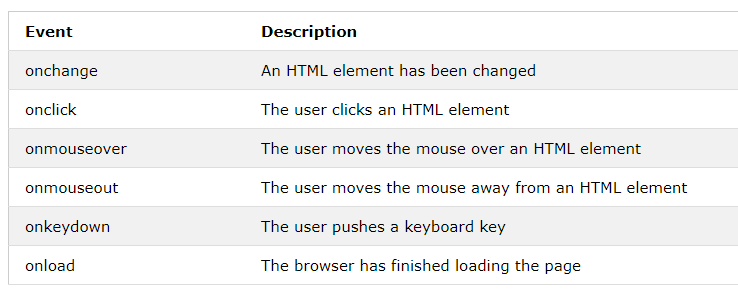 Event Description
onchange An HTML element has been changed
onclick The user clicks an HTML element
onmouseover The user moves the mouse over an HTML element
onmouseout The user moves the mouse away from an HTML element
onkeydown The user pushes a keyboard key
onload The browser has finished loading the page